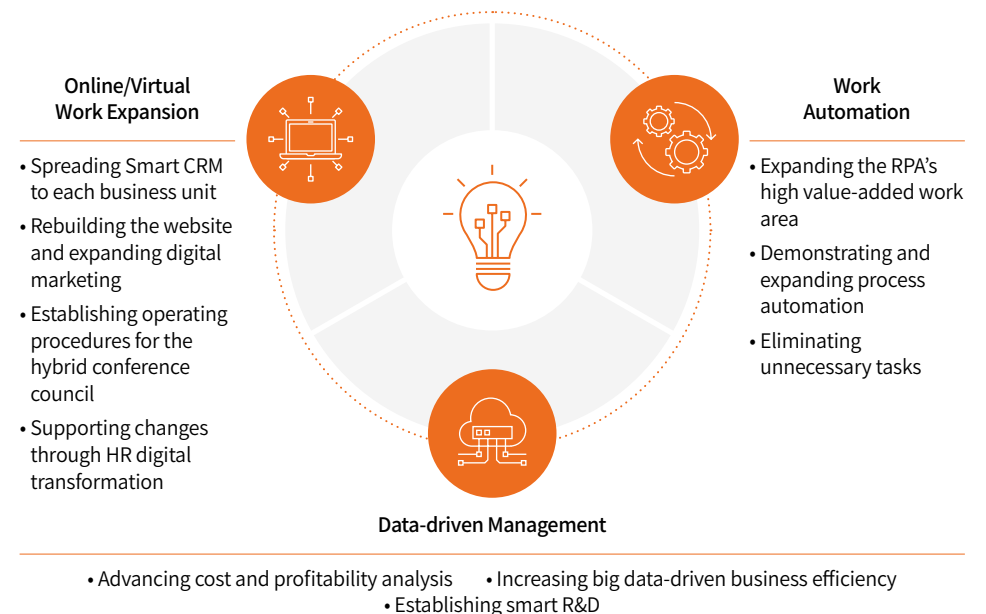 Online/Virtual
Work Expansion
• Spreading Smart CRM
to each business unit
• Rebuilding the website
and expanding digital
marketing
• Establishing operating
procedures for the
hybrid conference
council
• Supporting changes
through HR digital
transformation
Work
Automation
• Expanding the RPA’s
high value-added work
area
• Demonstrating and
expanding process
automation
• Eliminating
unnecessary tasks
Data-driven Management
• Advancing cost and profitability analysis • Increasing big data-driven business efficiency
• Establishing smart R&D